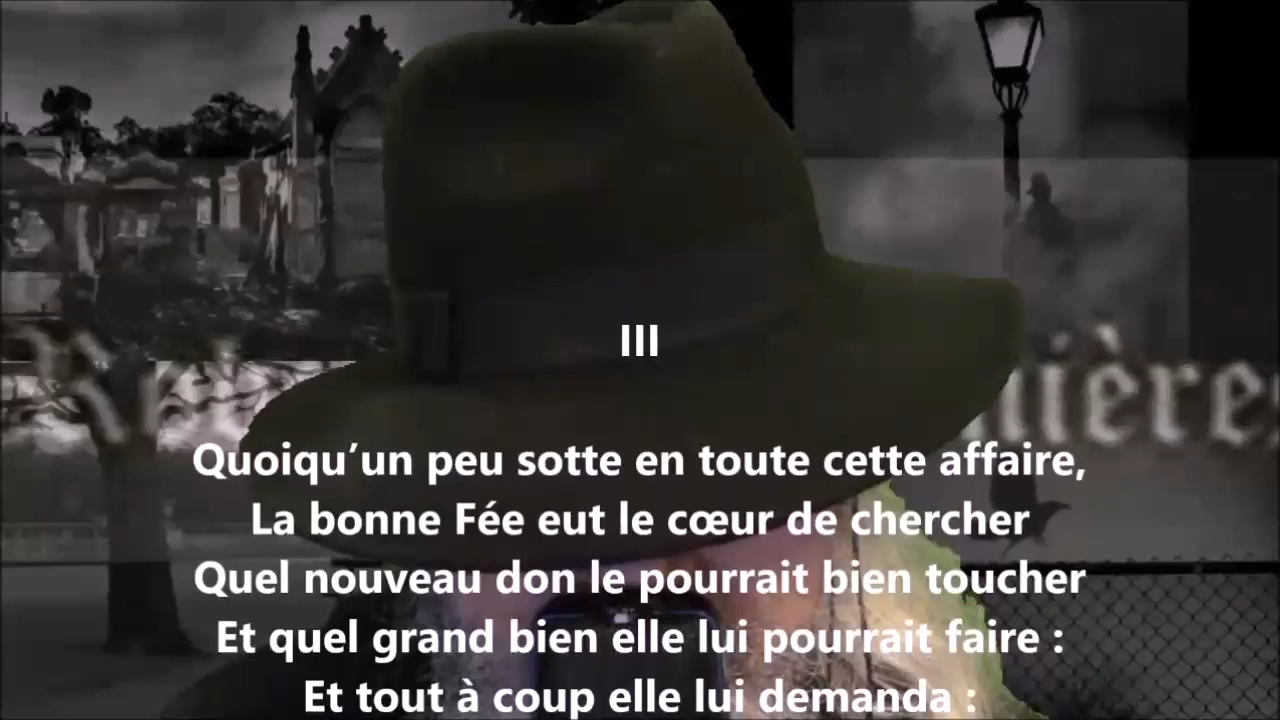 III
Quoiqu’un peu sotte en toute cette affaire,
La bonne Fée eut le cœur de chercher
Quel nouveau don le pourrait bien toucher
Et quel grand bien elle lui pourrait faire :
Et tout à coup elle lui demanda :